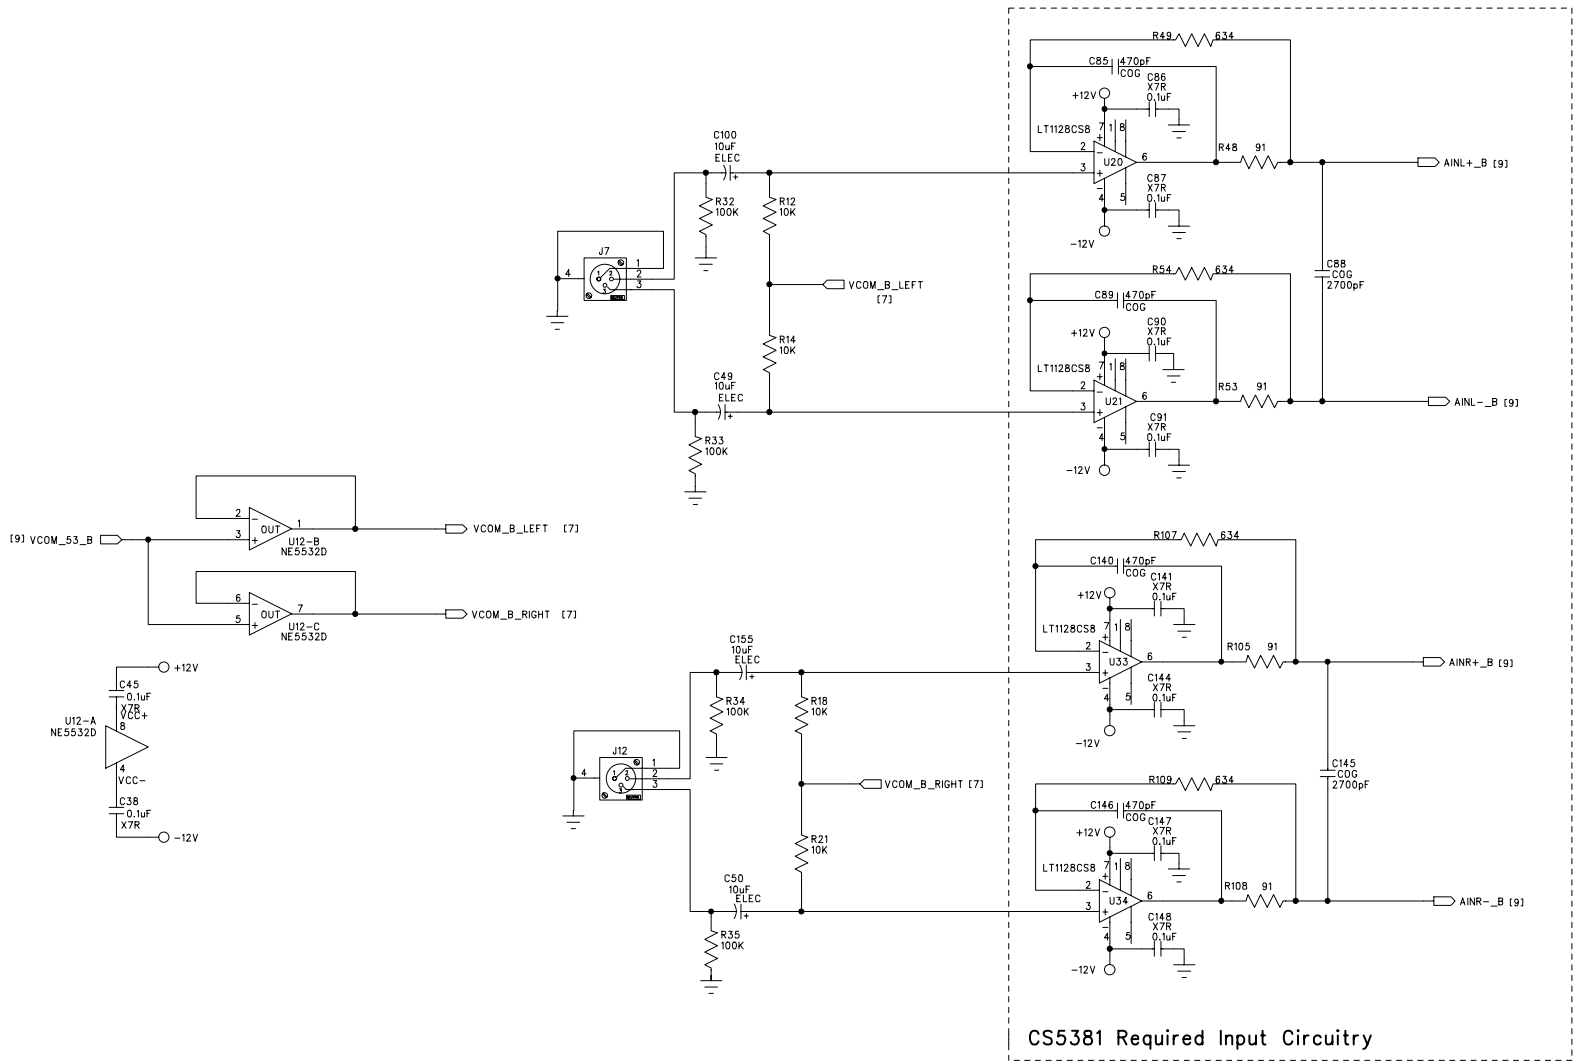 R49 634
C85 470pF
COG
C86
X7R
0.1uF
+12V
LT1128CS8
7 1 8
+
2 −
U20
6
3 +
−
4 5
C87
X7R
0.1uF
-12V
R48 91
AINL+_B [9]
C100
10uF
ELEC
+
R32
100K
R12
10K
J7
4
1
2
3
1 2
3
VCOM_B_LEFT
[7]
R14
10K
C49
10uF
ELEC
+
R33
100K
R54 634
C89 470pF
COG
C90
X7R
0.1uF
+12V
LT1128CS8
7 1 8
+
2 −
U21
6
3 +
−
4 5
C91
X7R
0.1uF
-12V
R53 91
C88
COG
2700pF
AINL-_B [9]
[9] VCOM_53_B
2 −
OUT
1
3 +
U12-B
NE5532D
VCOM_B_LEFT [7]
6 −
OUT
7
5 +
U12-C
NE5532D
VCOM_B_RIGHT [7]
+12V
C45
0.1uF
X7R
VCC+
8
U12-A
NE5532D
4
VCC-
C38
0.1uF
X7R
-12V
C155
10uF
ELEC
+
R34
100K
R18
10K
J12
4
1
2
3
1 2
3
VCOM_B_RIGHT [7]
R21
10K
C50
10uF
ELEC
+
R35
100K
R107 634
C140 470pF
COG
C141
X7R
0.1uF
+12V
LT1128CS8
7 1 8
+
2 −
U33
6
3 +
−
4 5
C144
X7R
0.1uF
-12V
R105 91
AINR+_B [9]
C145
COG
2700pF
R109 634
C146 470pF
COG
C147
X7R
0.1uF
+12V
LT1128CS8
7 1 8
+
2 −
U34
6
3 +
−
4 5
C148
X7R
0.1uF
-12V
R108 91
AINR-_B [9]
CS5381 Required Input Circuitry